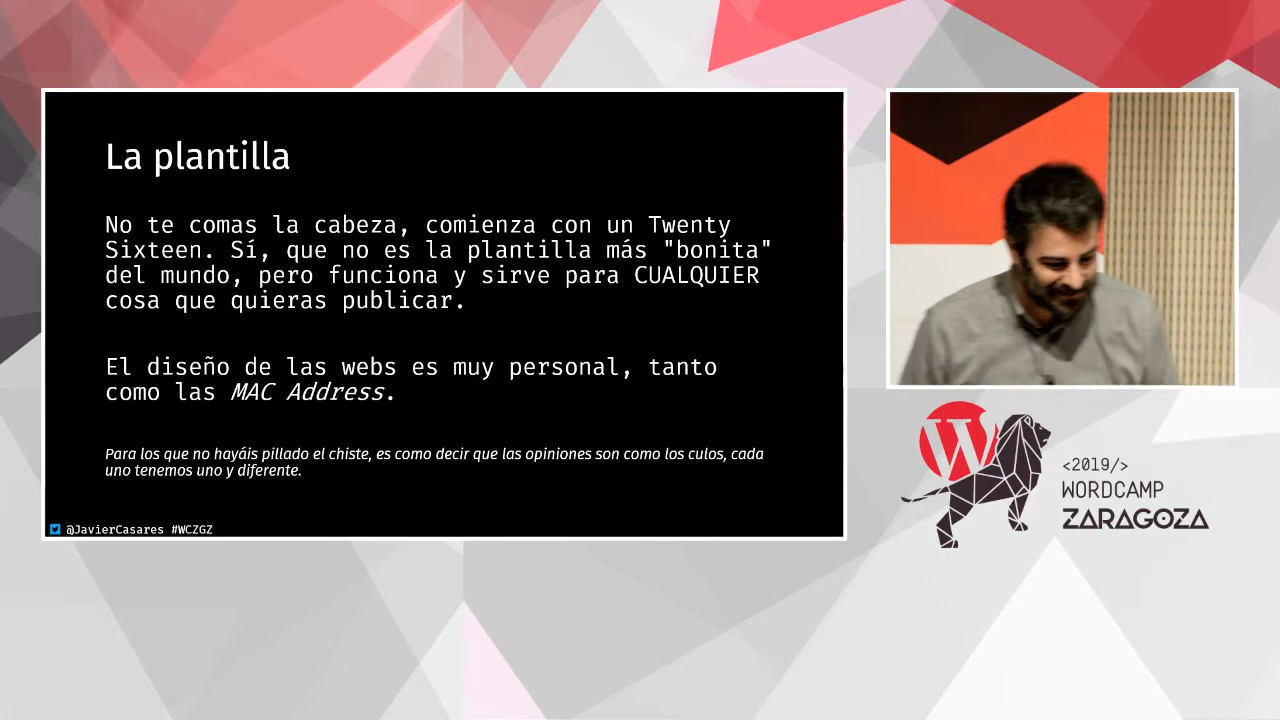 La plantilla
No te comas la cabeza, comienza con un Twenty
Sixteen. Sí, que no es la plantilla más "bonita"
del mundo, pero funciona y sirve para CUALQUIER
cosa que quieras publicar.
El diseño de las webs es muy personal, tanto
como las MAC Address.
Para los que no hayáis pillado el chiste, es como decir que las opiniones son como los culos, cada
uno tenemos uno y diferente.
@JavierCasares #WCZGZ
<2019/>
WORDCAMP
ZARAGOZA